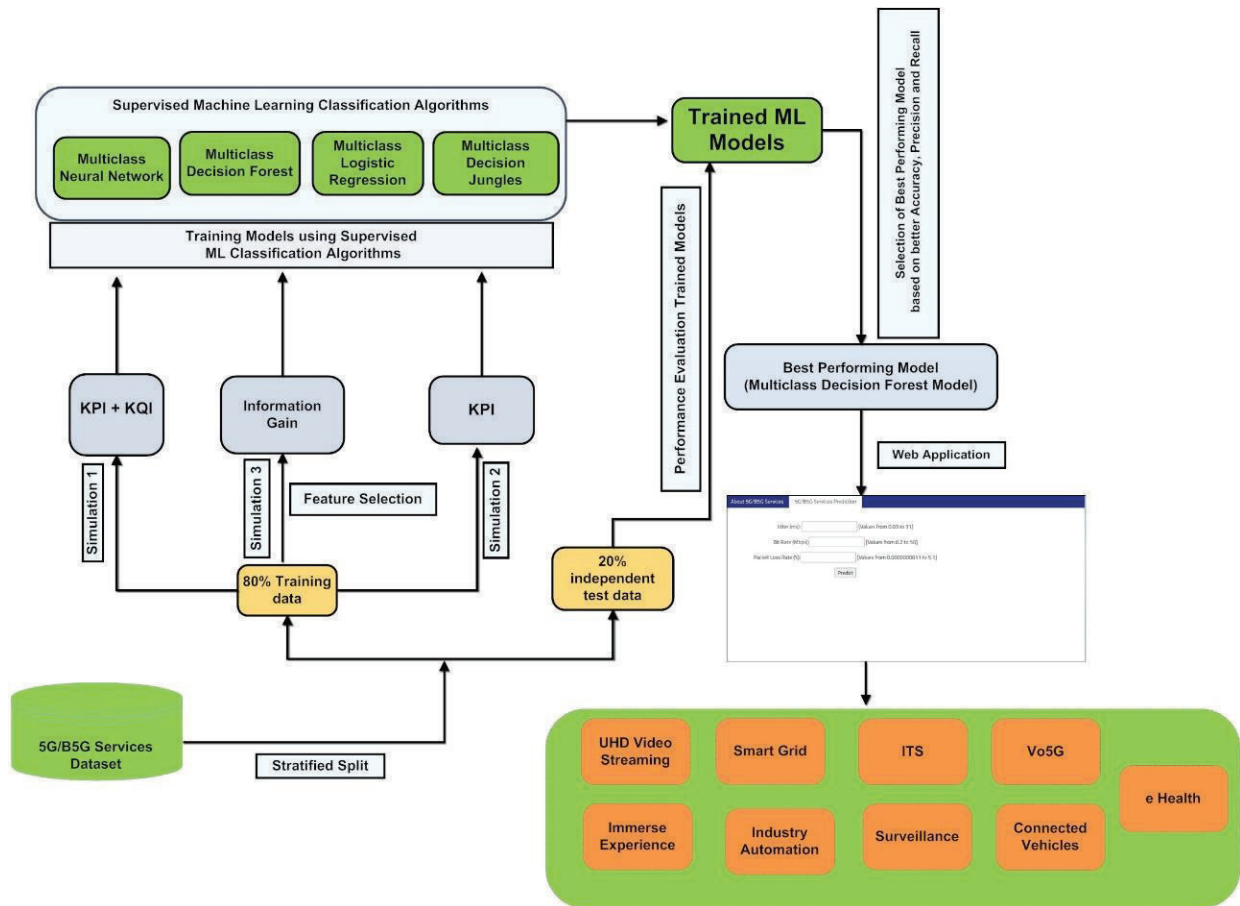 Supervised Machine Learning Classification Algorithms
Multiclass
Neural Network
Multiclass
Decision Forest
Multiclass
Logistic
Regression
Multiclass
Decision
Jungles
Training Models using Supervised
ML Classification Algorithms
Trained ML
Models
Selection of Best Performing Model
based on better Accuracy, Precision and Recall
Performance Evaluation Trained Models
Best Performing Model
(Multiclass Decision Forest Model)
KPI + KQI
Information
Gain
KPI
Simulation 1
Simulation 3
Feature Selection
Simulation 2
Web Application
80% Training
data
20%
independent
test data
About 5G/B5G Services
5G/B5G Services Prediction
Jitter (ms)
(Values from 0.03 to 31)
Bit Rate (Mbps)
(Values from 0.2 to 50)
Packet Loss Rate (%)
Predict
5G/B5G Services
Dataset
Stratified Split
UHD Video
Streaming
Smart Grid
ITS
Vo5G
e Health
Immerse
Experience
Industry
Automation
Surveillance
Connected
Vehicles